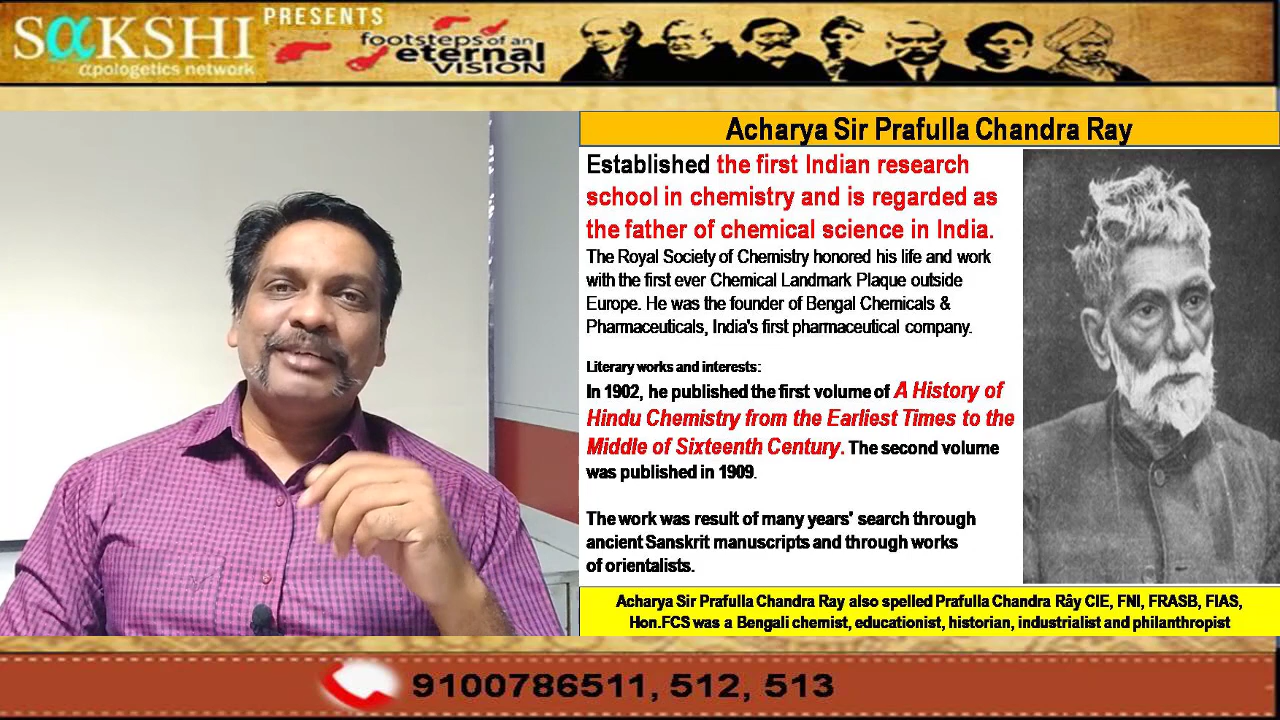 SαKSHI
αpologetics network
PRESENTS
footsteps of an
eternal
VISION
Acharya Sir Prafulla Chandra Ray
Established the first Indian research
school in chemistry and is regarded as
the father of chemical science in India.
The Royal Society of Chemistry honored his life and work
with the first ever Chemical Landmark Plaque outside
Europe. He was the founder of Bengal Chemicals &
Pharmaceuticals, India's first pharmaceutical company.
Literary works and interests:
In 1902, he published the first volume of A History of
Hindu Chemistry from the Earliest Times to the
Middle of Sixteenth Century. The second volume
was published in 1909.
The work was result of many years' search through
ancient Sanskrit manuscripts and through works
of orientalists.
Acharya Sir Prafulla Chandra Ray also spelled Prafulla Chandra Rây CIE, FNI, FRASB, FIAS,
Hon.FCS was a Bengali chemist, educationist, historian, industrialist and philanthropist
9100786511, 512, 513